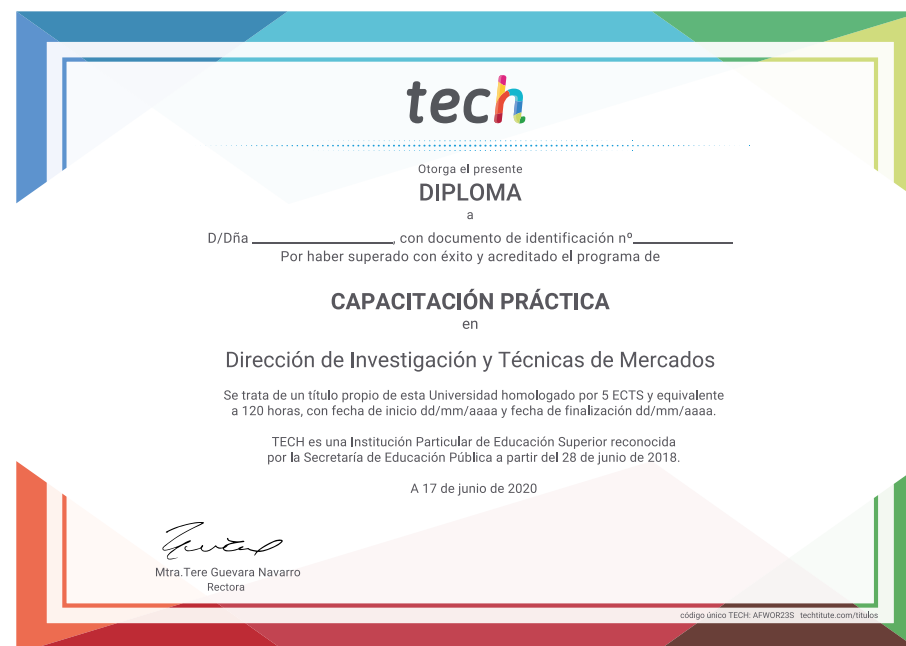 tech
Otorga el presente
DIPLOMA
a
D/Dña ____________________, con documento de identificación nº______________
Por haber superado con éxito y acreditado el programa de
CAPACITACIÓN PRÁCTICA
en
Dirección de Investigación y Técnicas de Mercados
Se trata de un título propio de esta Universidad homologado por 5 ECTS y equivalente
a 120 horas, con fecha de inicio dd/mm/aaaa y fecha de finalización dd/mm/aaaa.
TECH es una Institución Particular de Educación Superior reconocida
por la Secretaría de Educación Pública a partir del 28 de junio de 2018.
A 17 de junio de 2020
Mtra.Tere Guevara Navarro
Rectora
código único TECH: AFWOR23S techtitute.com/titulos